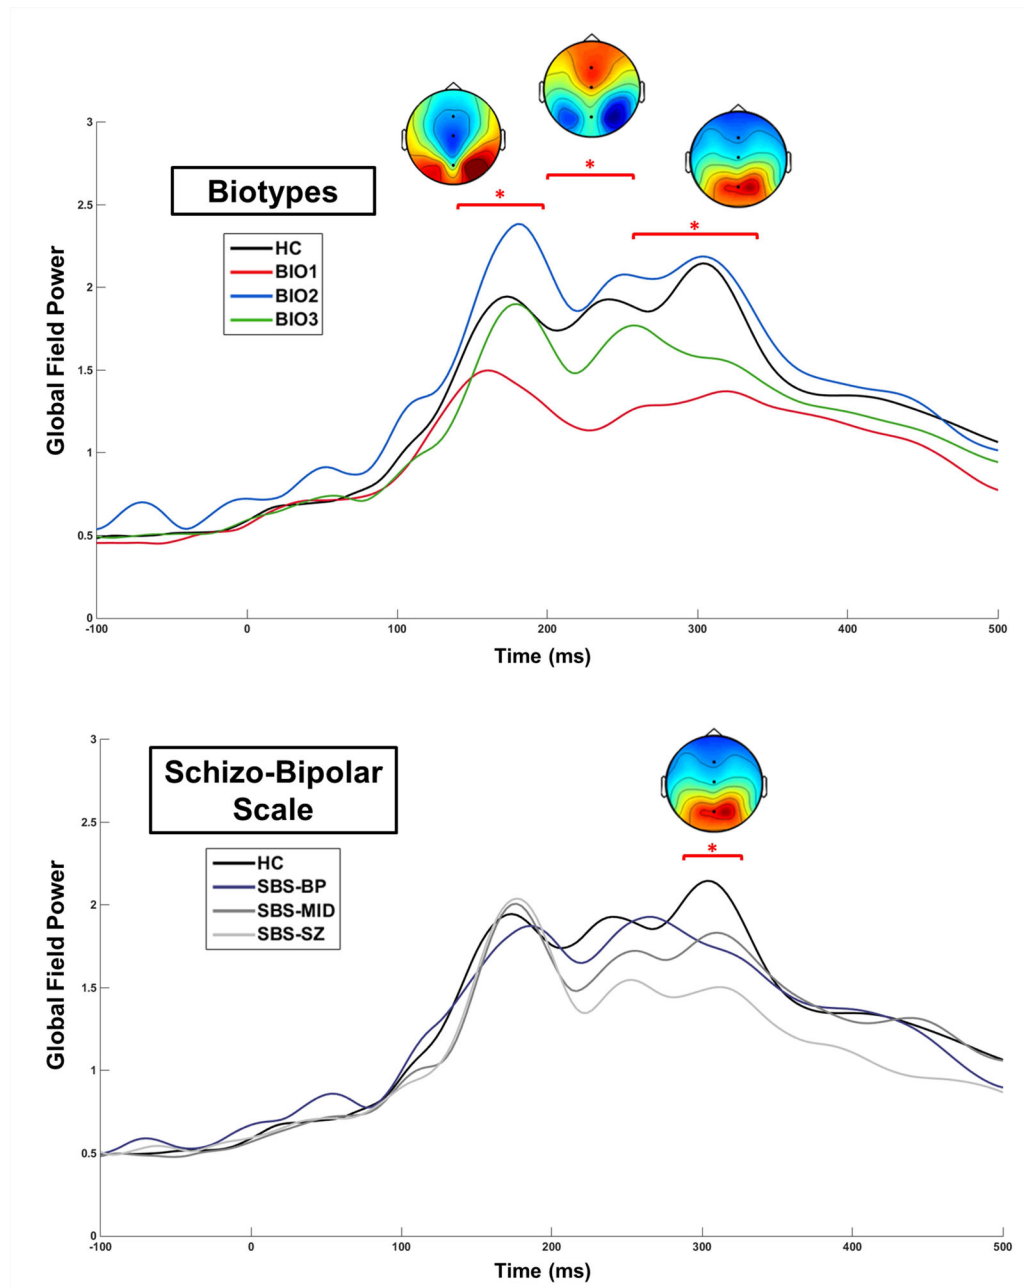 Biotypes
HC
BIO1
BIO2
BIO3
*
*
*
Global Field Power
3
2.5
2
1.5
1
0.5
0
-100
0
100
200
300
400
500
Time (ms)
Schizo-Bipolar
Scale
HC
SBS-BP
SBS-MID
SBS-SZ
*
Global Field Power
3
2.5
2
1.5
1
0.5
0
-100
0
100
200
300
400
500
Time (ms)